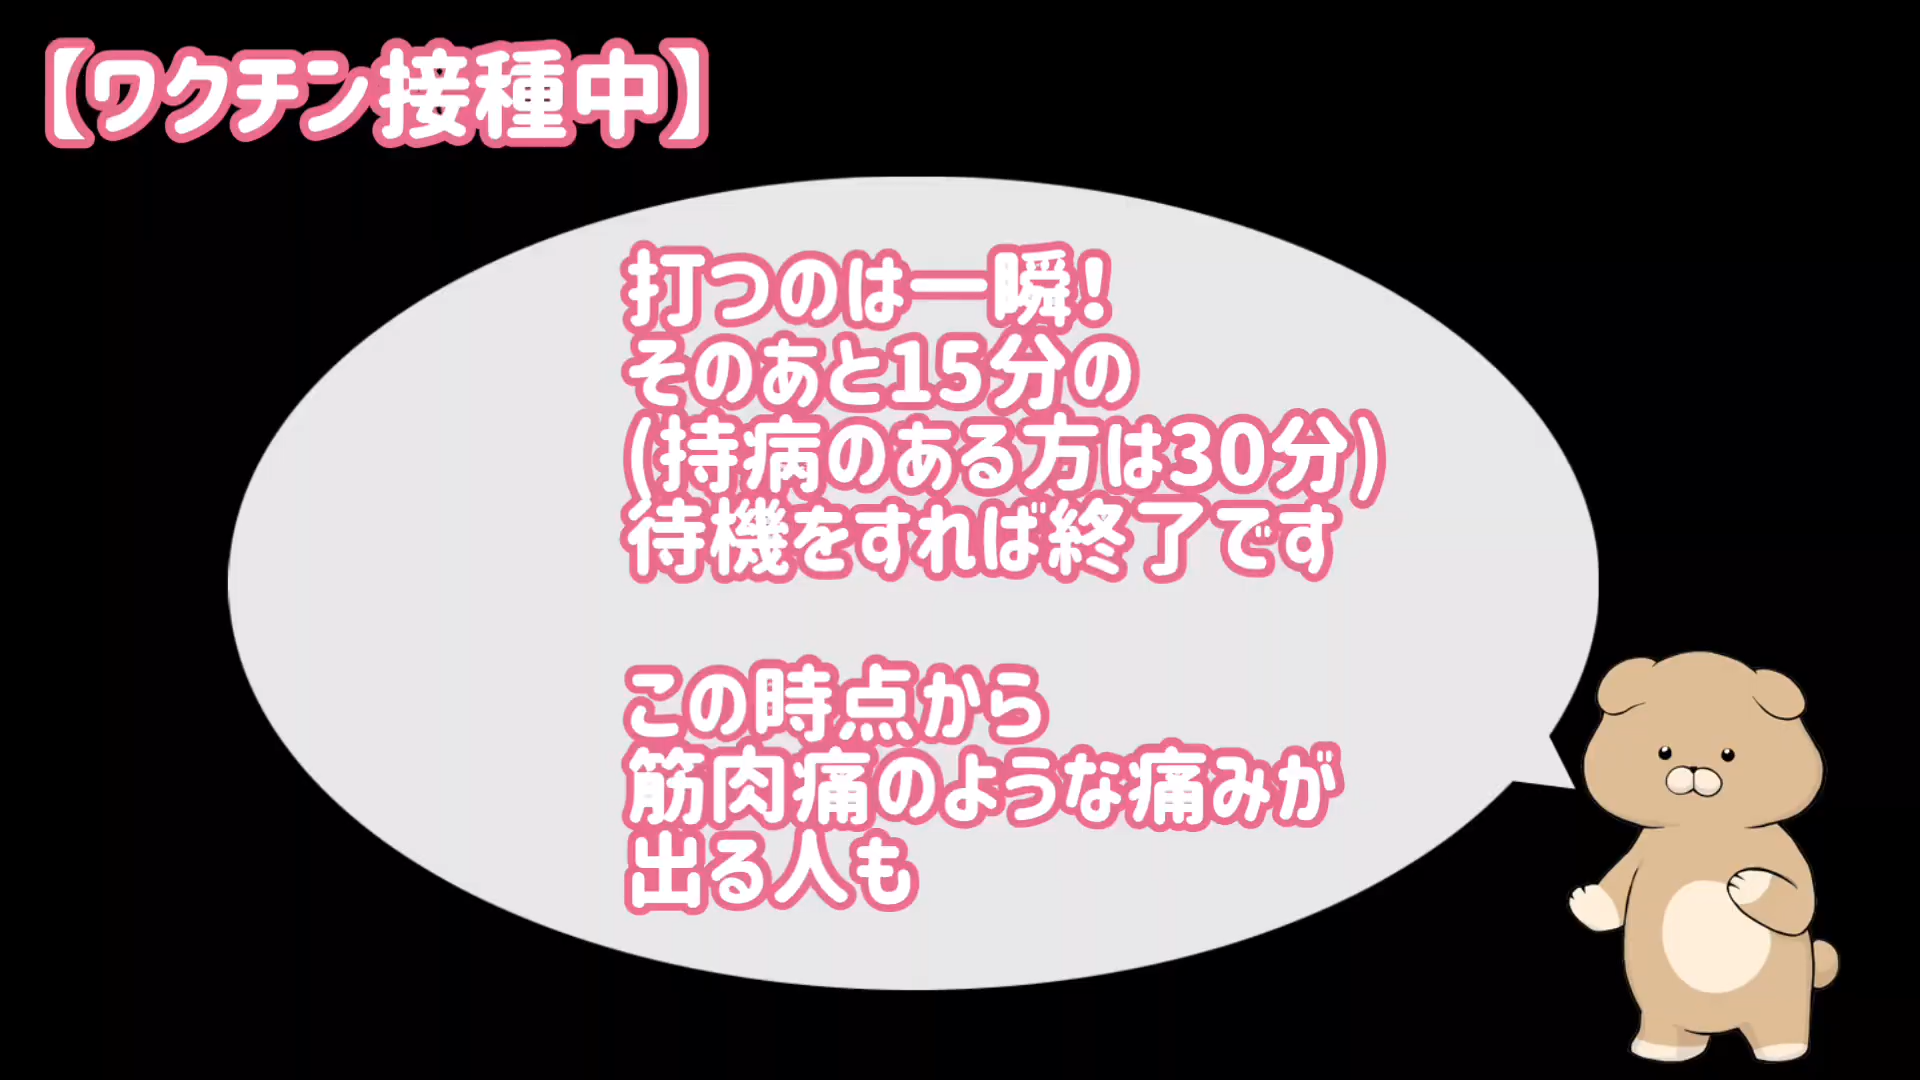 【ワクチン接種中】
打つのは一瞬!
そのあと15分の
(持病のある方は30分)
待機をすれば終了です
この時点から
筋肉痛のような痛みが
出る人も